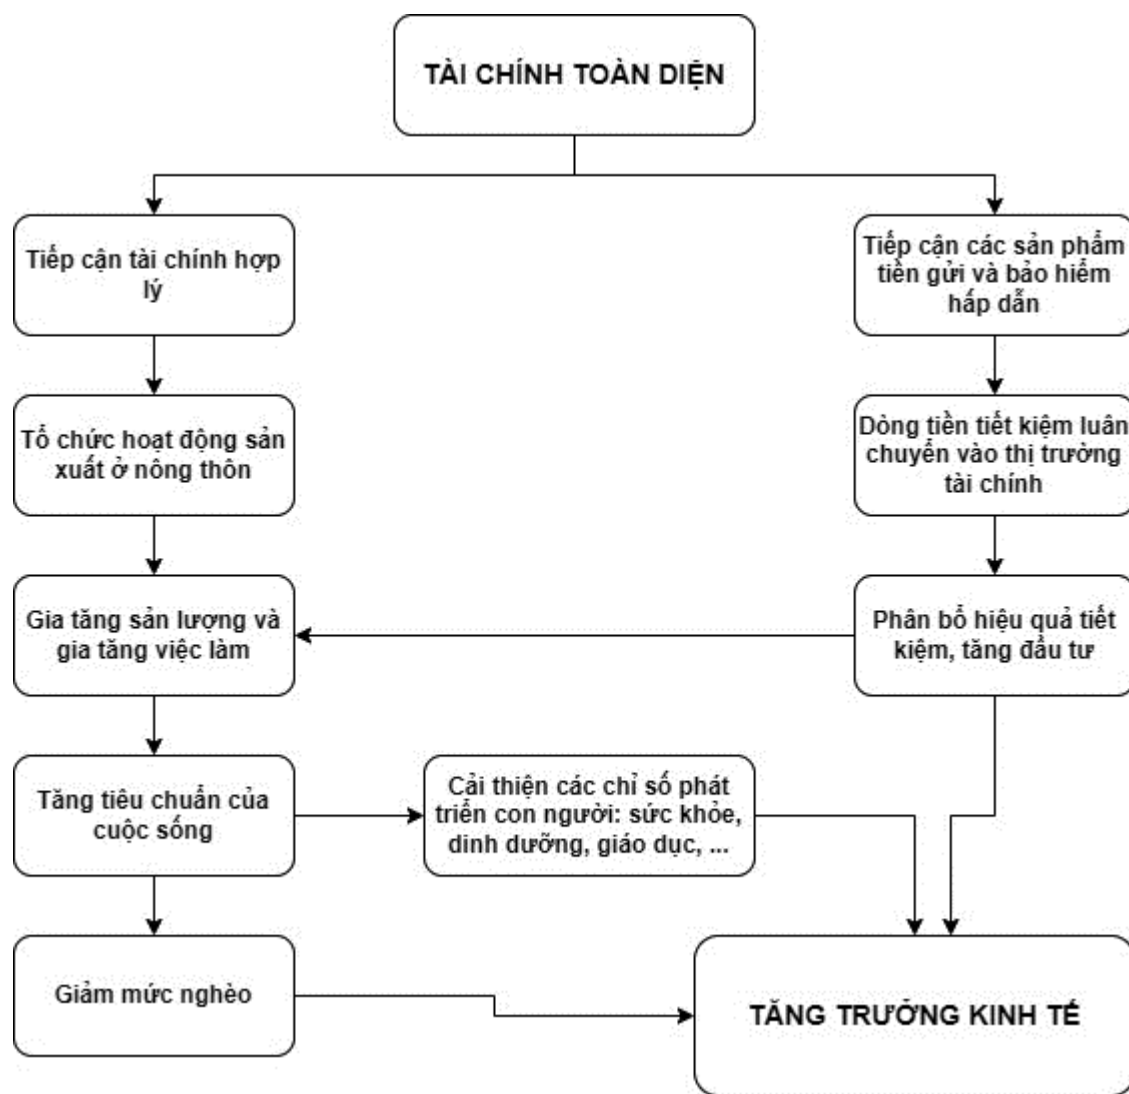 TÀI CHÍNH TOÀN DIỆN
Tiếp cận tài chính hợp
lý
Tiếp cận các sản phẩm
tiền gửi và bảo hiểm
hấp dẫn
Tổ chức hoạt động sản
xuất ở nông thôn
Dòng tiền tiết kiệm luân
chuyển vào thị trường
tài chính
Gia tăng sản lượng và
gia tăng việc làm
Phân bổ hiệu quả tiết
kiệm, tăng đầu tư
Tăng tiêu chuẩn của
cuộc sống
Cải thiện các chỉ số phát
triển con người: sức khỏe,
dinh dưỡng, giáo dục, ...
Giảm mức nghèo
TĂNG TRƯỞNG KINH TẾ